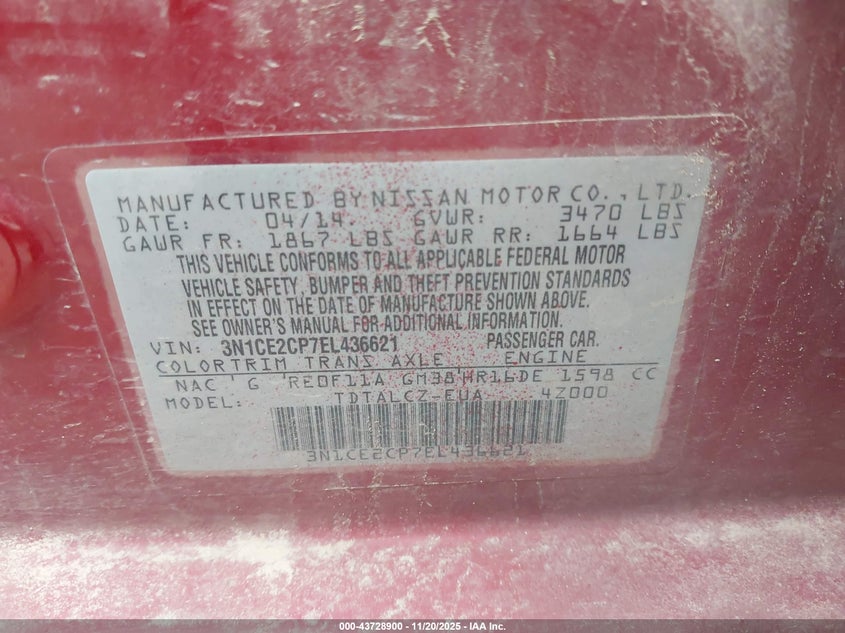 MANUFACTURED BY NISSAN MOTOR CO., LTD.
DATE: 04/14 GVWR: 3470 LBS
GAWR FR: 1867 LBS GAWR RR: 1664 LBS
THIS VEHICLE CONFORMS TO ALL APPLICABLE FEDERAL MOTOR
VEHICLE SAFETY, BUMPER AND THEFT PREVENTION STANDARDS
IN EFFECT ON THE DATE OF MANUFACTURE SHOWN ABOVE.
SEE OWNER'S MANUAL FOR ADDITIONAL INFORMATION.
VIN: 3N1CE2CP7EL436621 PASSENGER CAR.
COLOR TRIM TRANS AXLE ENGINE
NAC G RE0F11A GM38 HR16DE 1598 CC
MODEL: TDTALCZ-EUA 4Z000
3N1CE2CP7EL436621
000-43728900 - 11/20/2025 - IAA Inc.